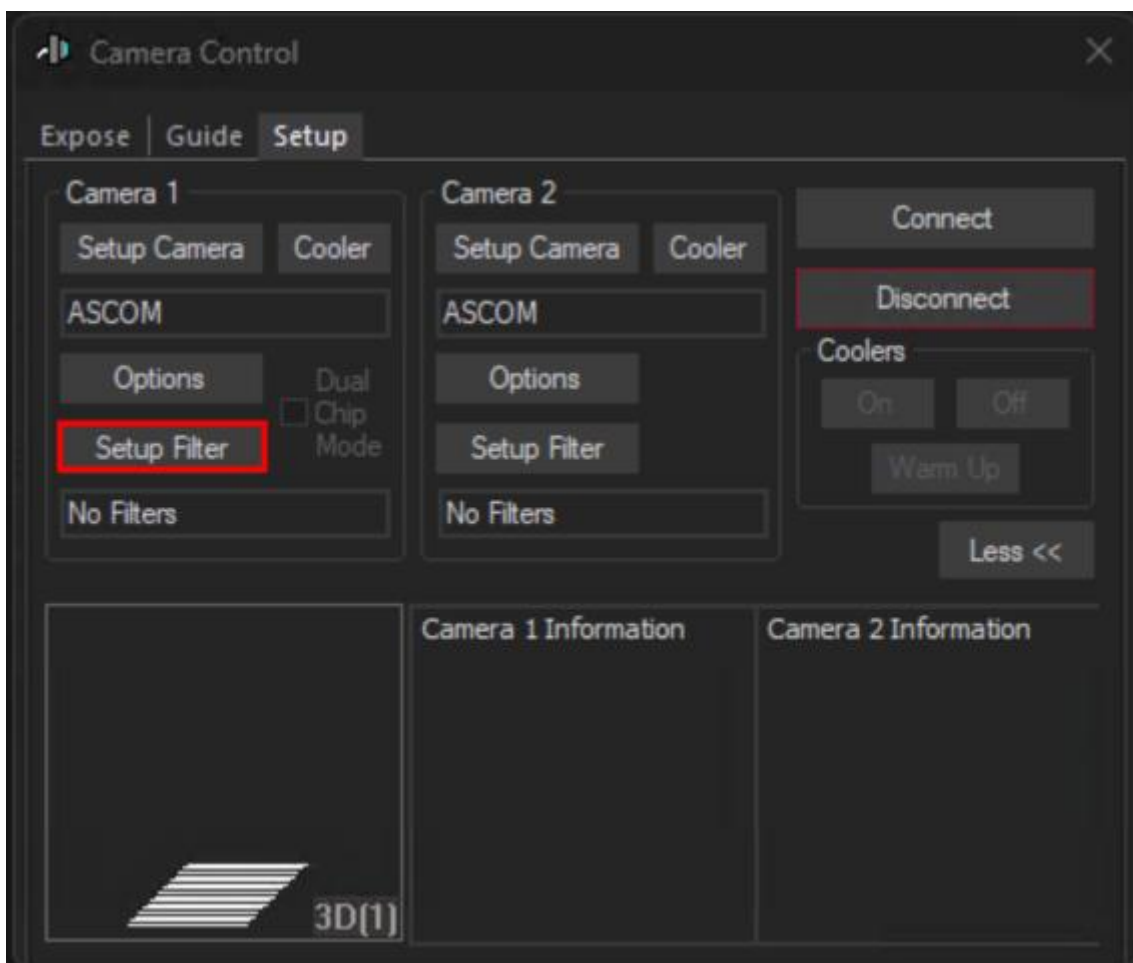 Camera Control
Expose Guide Setup
Camera 1
Setup Camera Cooler
ASCOM
Options
Dual
Chip
Mode
Setup Filter
No Filters
Camera 2
Setup Camera Cooler
ASCOM
Options
Setup Filter
No Filters
Connect
Disconnect
Coolers
On Off
Warm Up
Less <<
3D(1)
Camera 1 Information
Camera 2 Information